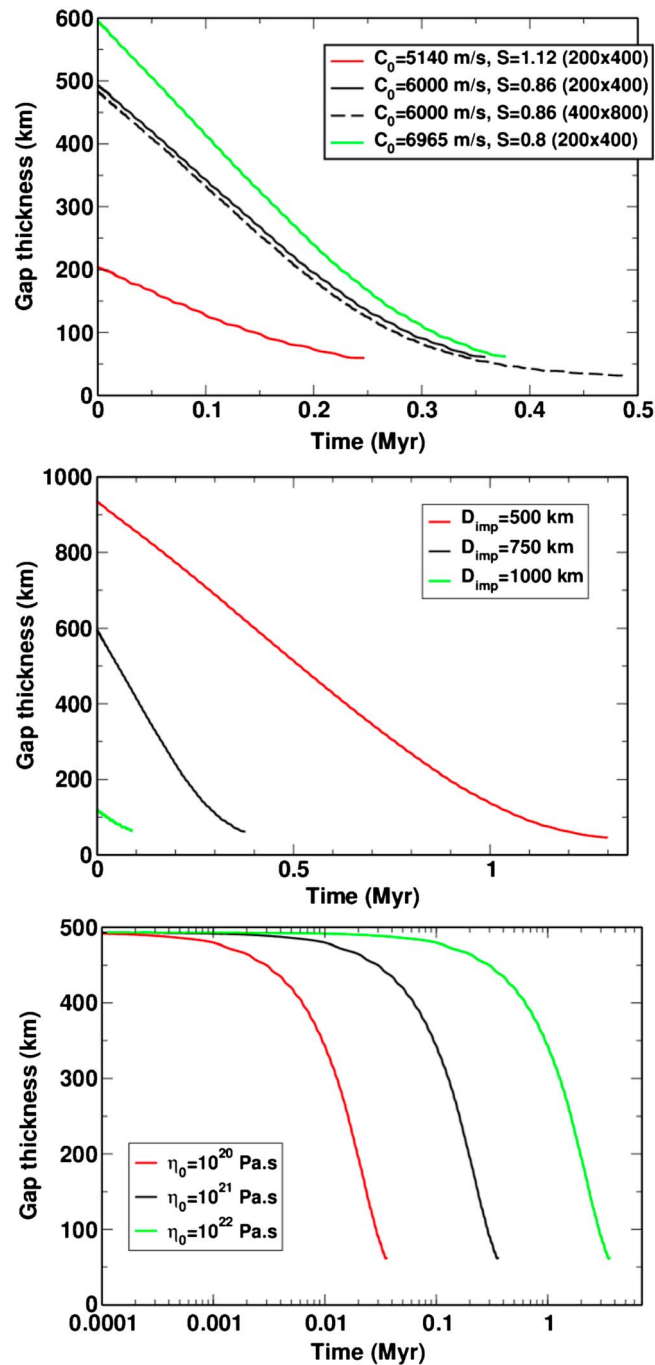 600
500
400
300
200
100
0
Gap thickness (km)
C0=5140 m/s, S=1.12 (200x400)
C0=6000 m/s, S=0.86 (200x400)
C0=6000 m/s, S=0.86 (400x800)
C0=6965 m/s, S=0.8 (200x400)
0 0.1 0.2 0.3 0.4 0.5
Time (Myr)
1000
800
600
400
200
0
Gap thickness (km)
Dimp=500 km
Dimp=750 km
Dimp=1000 km
0 0.5 1
Time (Myr)
500
400
300
200
100
0
Gap thickness (km)
η0=10^20 Pa.s
η0=10^21 Pa.s
η0=10^22 Pa.s
0.0001 0.001 0.01 0.1 1
Time (Myr)